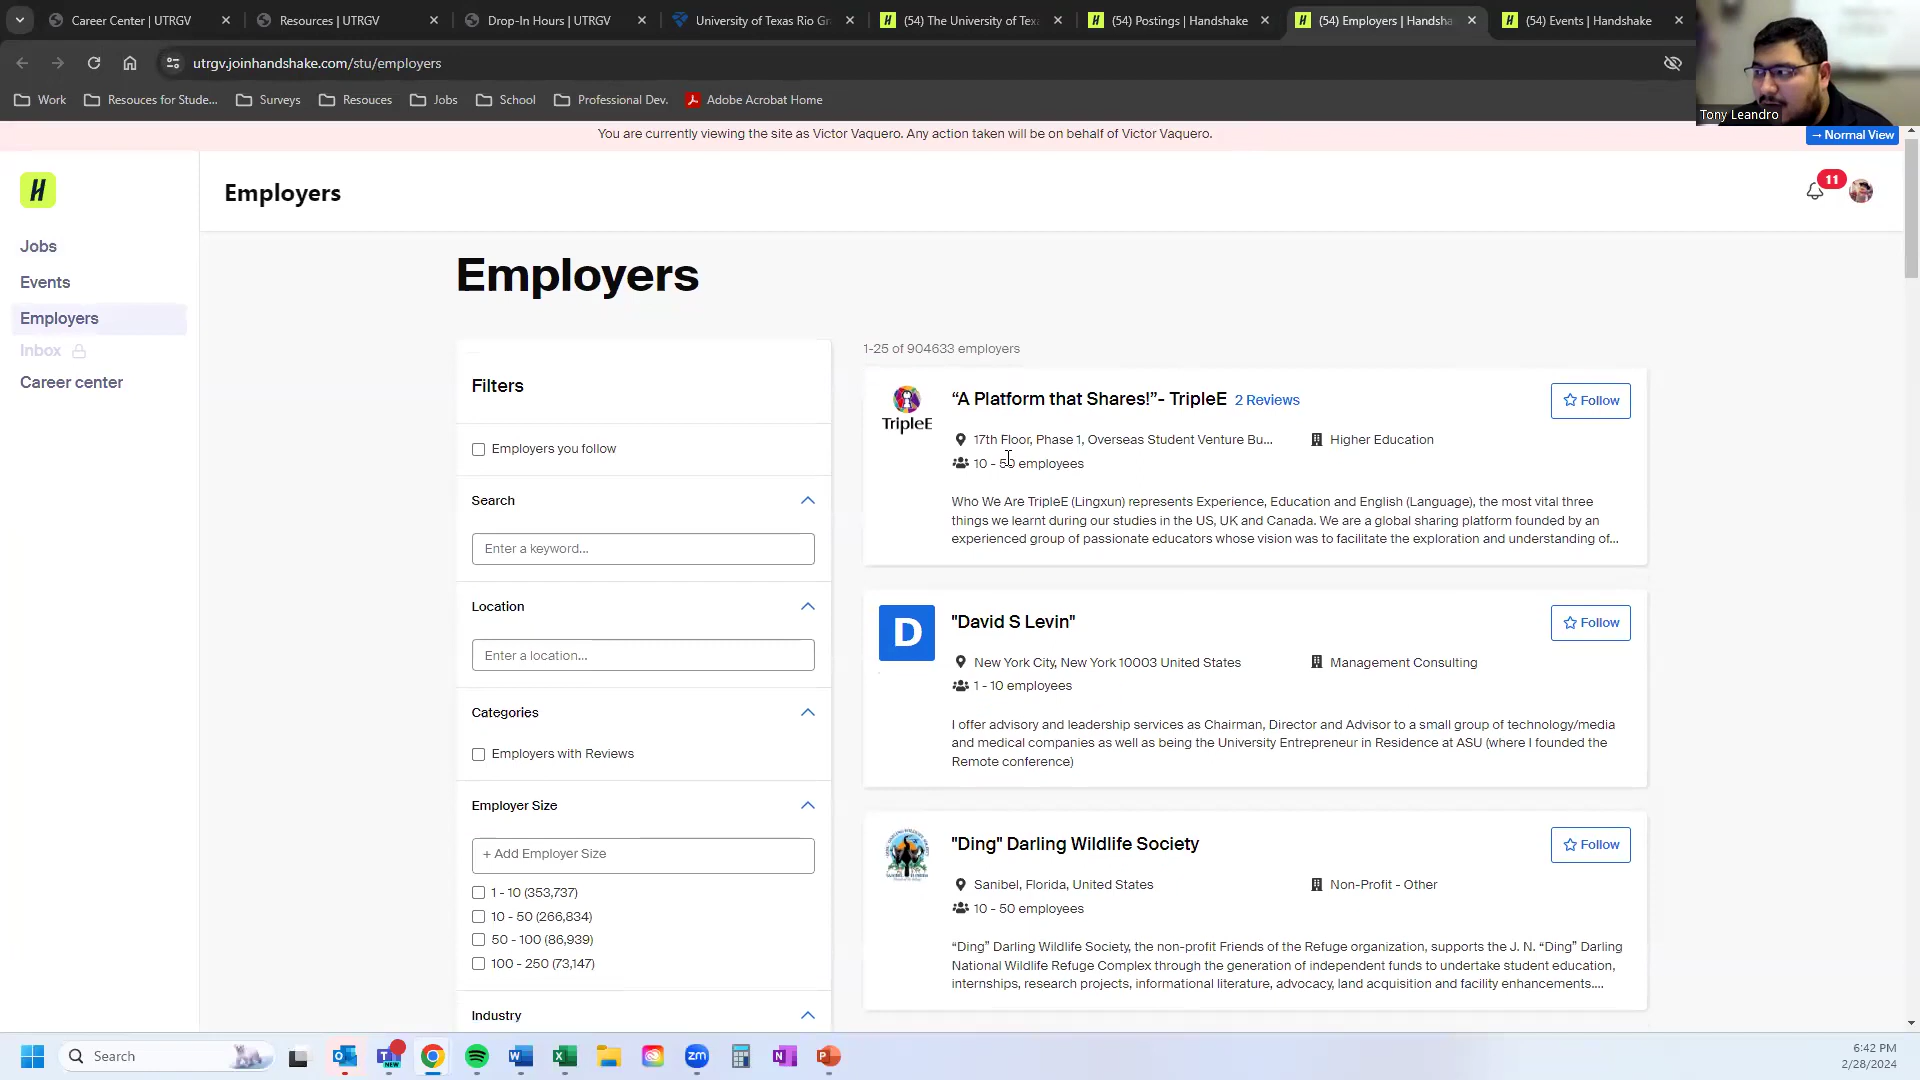 Career Center | UTRGV
Resources | UTRGV
Drop-In Hours | UTRGV
University of Texas Rio Gr
(54) The University of Tex
(54) Postings | Handshake
(54) Employers | Handsha
(54) Events | Handshake
utrgv.joinhandshake.com/stu/employers
Work
Resouces for Stude...
Surveys
Resouces
Jobs
School
Professional Dev.
Adobe Acrobat Home
Tony Leandro
You are currently viewing the site as Victor Vaquero. Any action taken will be on behalf of Victor Vaquero.
→ Normal View
H
Employers
11
Jobs
Events
Employers
Inbox
Career center
Employers
Filters
Employers you follow
Search
Enter a keyword...
Location
Enter a location...
Categories
Employers with Reviews
Employer Size
+ Add Employer Size
1 - 10 (353,737)
10 - 50 (266,834)
50 - 100 (86,939)
100 - 250 (73,147)
Industry
1-25 of 904633 employers
TripleE
“A Platform that Shares!”- TripleE 2 Reviews
Follow
17th Floor, Phase 1, Overseas Student Venture Bu...
Higher Education
10 - 50 employees
Who We Are TripleE (Lingxun) represents Experience, Education and English (Language), the most vital three
things we learnt during our studies in the US, UK and Canada. We are a global sharing platform founded by an
experienced group of passionate educators whose vision was to facilitate the exploration and understanding of...
D
"David S Levin"
Follow
New York City, New York 10003 United States
Management Consulting
1 - 10 employees
I offer advisory and leadership services as Chairman, Director and Advisor to a small group of technology/media
and medical companies as well as being the University Entrepreneur in Residence at ASU (where I founded the
Remote conference)
"Ding" Darling Wildlife Society
Follow
Sanibel, Florida, United States
Non-Profit - Other
10 - 50 employees
“Ding” Darling Wildlife Society, the non-profit Friends of the Refuge organization, supports the J. N. “Ding” Darling
National Wildlife Refuge Complex through the generation of independent funds to undertake student education,
internships, research projects, informational literature, advocacy, land acquisition and facility enhancements....
Search
NEW
zm
6:42 PM
2/28/2024